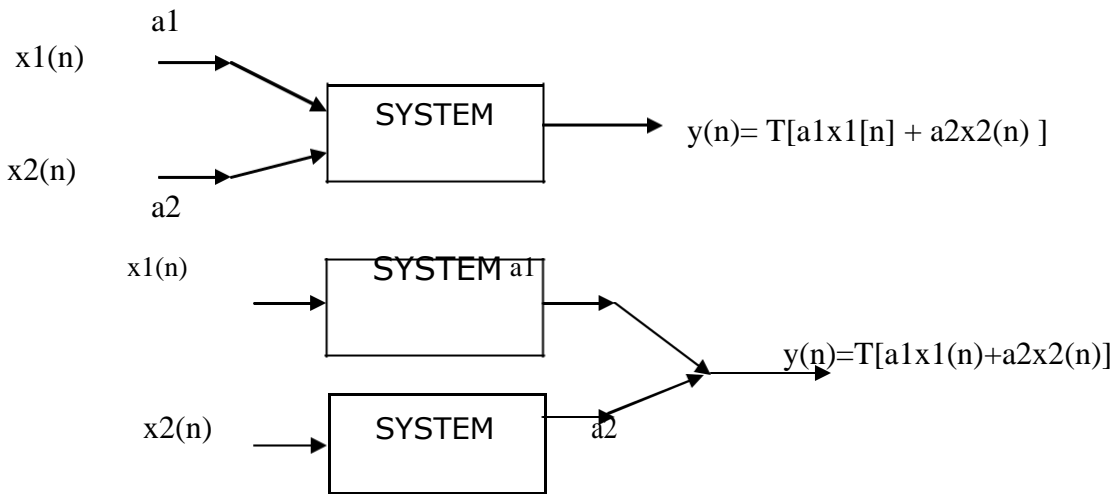 a1
x1(n)
SYSTEM
y(n)= T[a1x1[n] + a2x2(n) ]
x2(n)
a2
x1(n)
SYSTEM a1
y(n)=T[a1x1(n)+a2x2(n)]
x2(n)
SYSTEM
a2